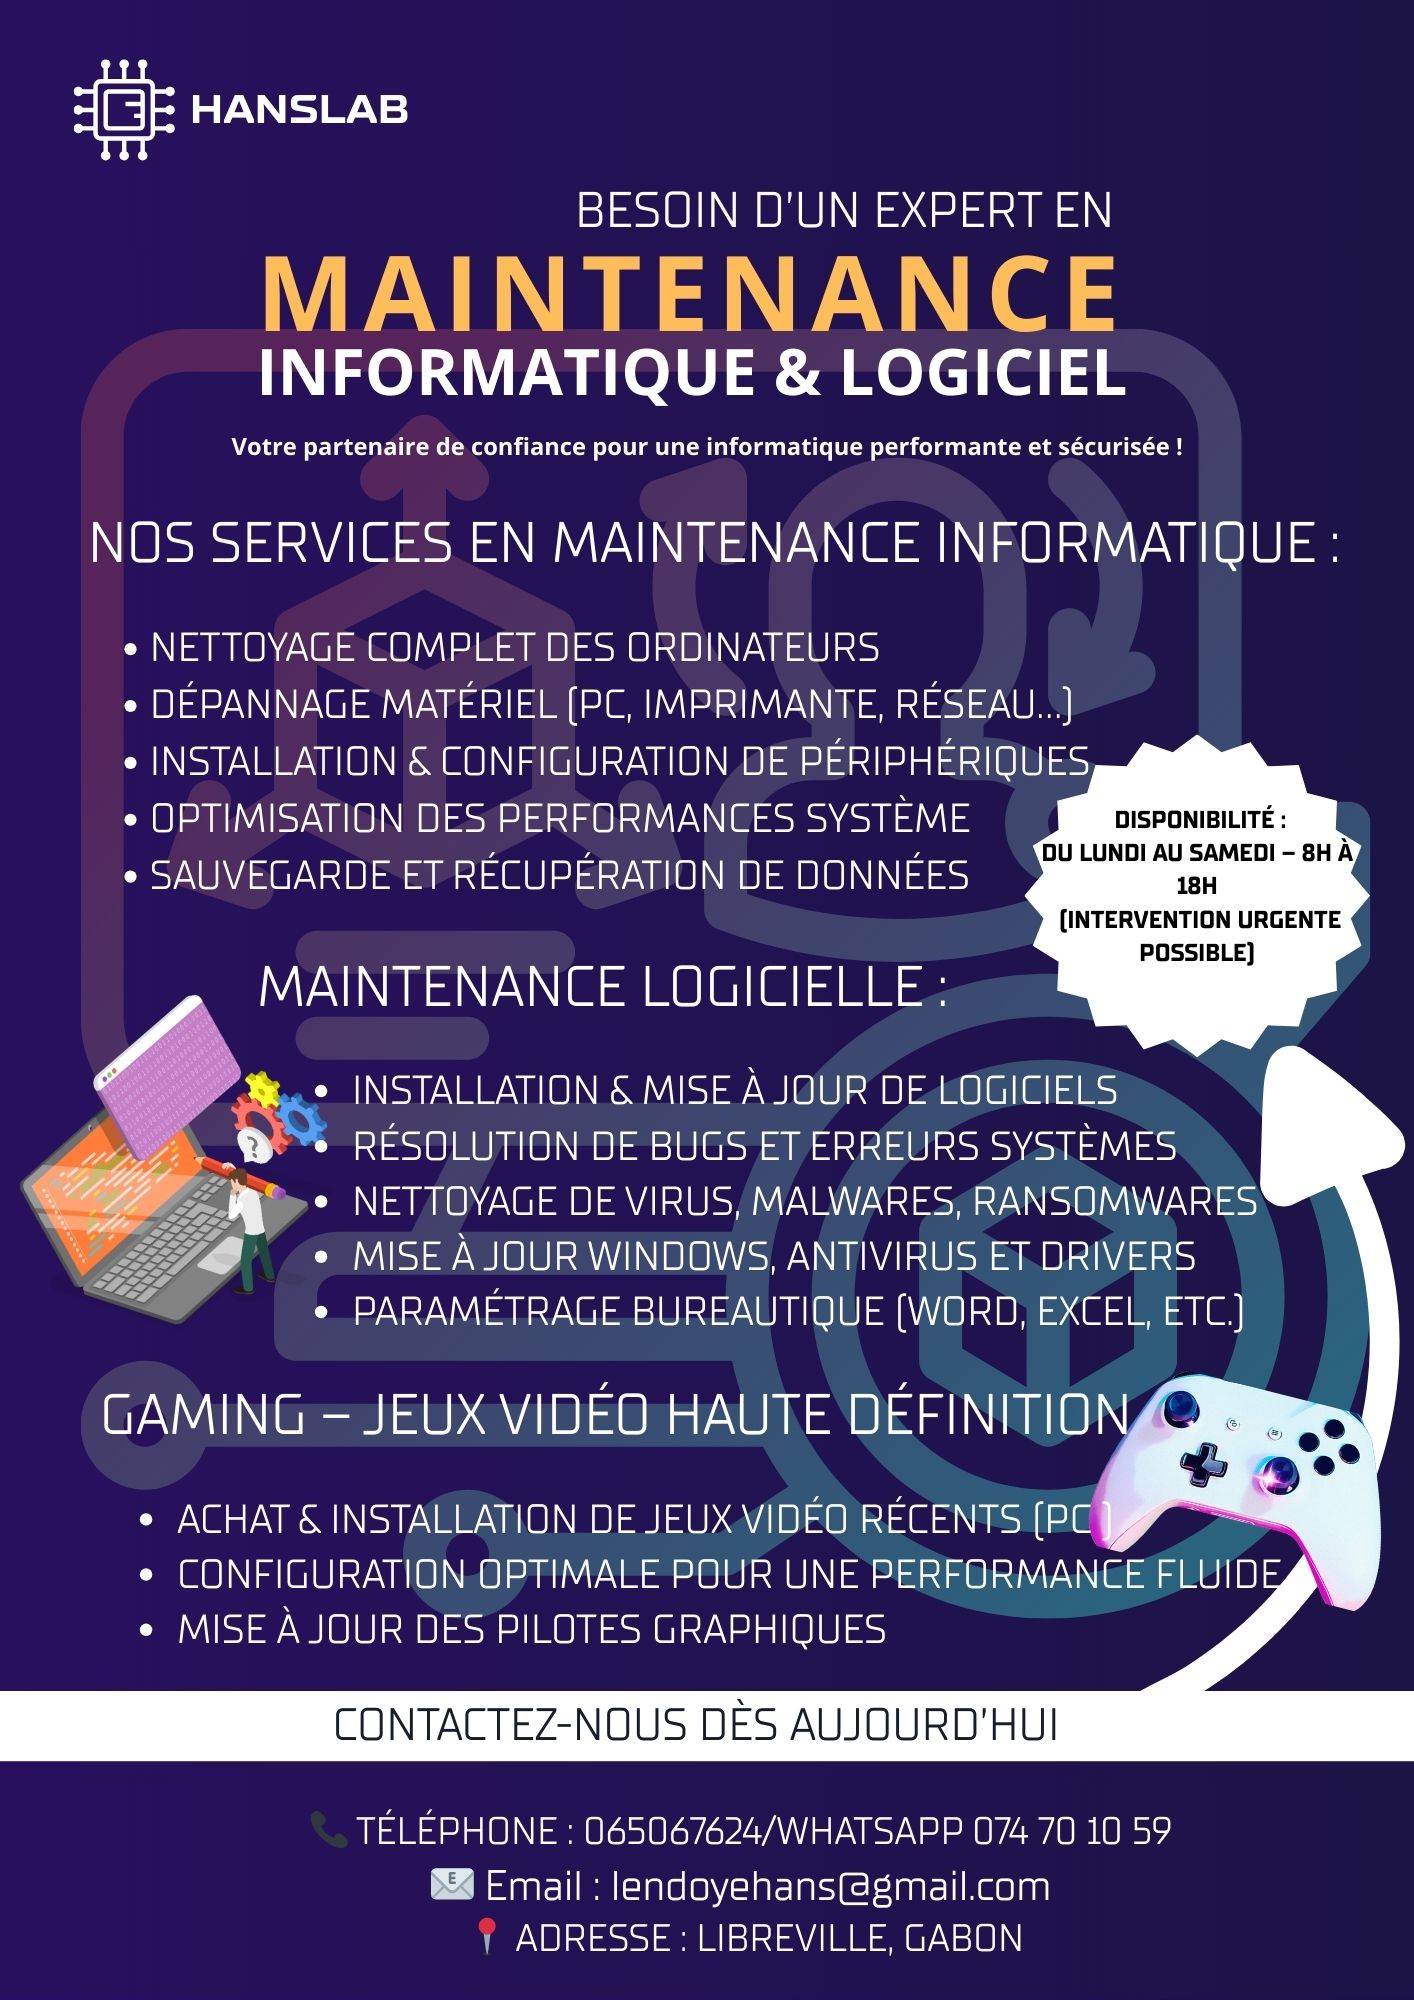 HANSLAB
BESOIN D'UN EXPERT EN
MAINTENANCE
INFORMATIQUE & LOGICIEL
Votre partenaire de confiance pour une informatique performante et sécurisée !
NOS SERVICES EN MAINTENANCE INFORMATIQUE :
• NETTOYAGE COMPLET DES ORDINATEURS
• DÉPANNAGE MATÉRIEL (PC, IMPRIMANTE, RÉSEAU...)
• INSTALLATION & CONFIGURATION DE PÉRIPHÉRIQUES
• OPTIMISATION DES PERFORMANCES SYSTÈME
• SAUVEGARDE ET RÉCUPÉRATION DE DONNÉES
DISPONIBILITÉ :
DU LUNDI AU SAMEDI – 8H À
18H
(INTERVENTION URGENTE
POSSIBLE)
MAINTENANCE LOGICIELLE :
• INSTALLATION & MISE À JOUR DE LOGICIELS
• RÉSOLUTION DE BUGS ET ERREURS SYSTÈMES
• NETTOYAGE DE VIRUS, MALWARES, RANSOMWARES
• MISE À JOUR WINDOWS, ANTIVIRUS ET DRIVERS
• PARAMÉTRAGE BUREAUTIQUE (WORD, EXCEL, ETC.)
?
GAMING – JEUX VIDÉO HAUTE DÉFINITION
• ACHAT & INSTALLATION DE JEUX VIDÉO RÉCENTS (PC )
• CONFIGURATION OPTIMALE POUR UNE PERFORMANCE FLUIDE
• MISE À JOUR DES PILOTES GRAPHIQUES
CONTACTEZ-NOUS DÈS AUJOURD'HUI
TÉLÉPHONE : 065067624/WHATSAPP 074 70 10 59
Email : lendoyehans@gmail.com
ADRESSE : LIBREVILLE, GABON